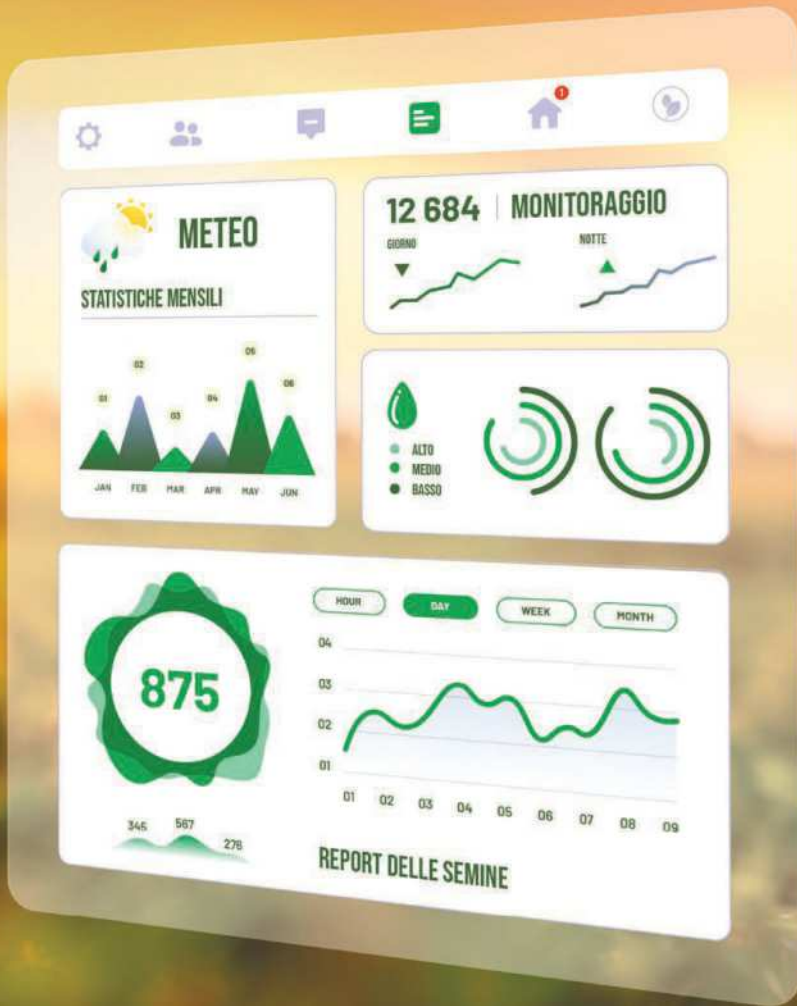 1
METEO
STATISTICHE MENSILI
01
02
03
04
05
06
JAN FEB MAR APR MAY JUN
12 684 | MONITORAGGIO
GIORNO
NOTTE
ALTO
MEDIO
BASSO
875
345 567 276
HOUR DAY WEEK MONTH
04
03
02
01
01 02 03 04 05 06 07 08 09
REPORT DELLE SEMINE